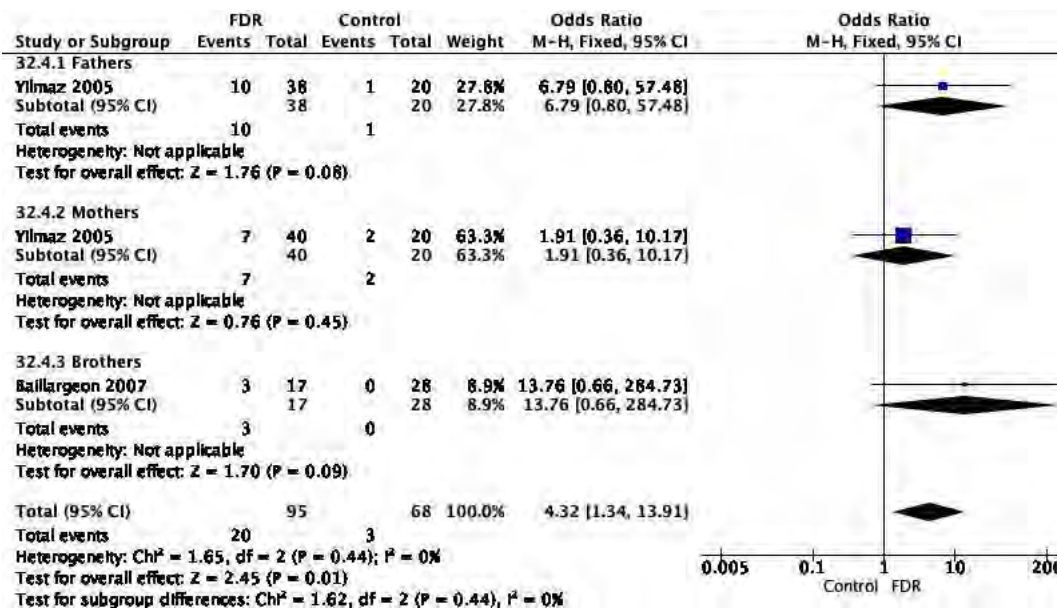 FDR Control Odds Ratio Odds Ratio
Study or Subgroup Events Total Events Total Weight M-H, Fixed, 95% CI M-H, Fixed, 95% CI
32.4.1 Fathers
Yilmaz 2005 10 38 1 20 27.8% 6.79 [0.80, 57.48]
Subtotal (95% CI) 38 20 27.8% 6.79 [0.80, 57.48]
Total events 10 1
Heterogeneity: Not applicable
Test for overall effect: Z = 1.76 (P = 0.08)
32.4.2 Mothers
Yilmaz 2005 7 40 2 20 63.3% 1.91 [0.36, 10.17]
Subtotal (95% CI) 40 20 63.3% 1.91 [0.36, 10.17]
Total events 7 2
Heterogeneity: Not applicable
Test for overall effect: Z = 0.76 (P = 0.45)
32.4.3 Brothers
Baillargeon 2007 3 17 0 28 8.9% 13.76 [0.66, 284.73]
Subtotal (95% CI) 17 28 8.9% 13.76 [0.66, 284.73]
Total events 3 0
Heterogeneity: Not applicable
Test for overall effect: Z = 1.70 (P = 0.09)
Total (95% CI) 95 68 100.0% 4.32 [1.34, 13.91]
Total events 20 3
Heterogeneity: Chi² = 1.65, df = 2 (P = 0.44); I² = 0%
Test for overall effect: Z = 2.45 (P = 0.01)
Test for subgroup differences: Chi² = 1.62, df = 2 (P = 0.44), I² = 0%
0.005 0.1 1 10 200
Control FDR